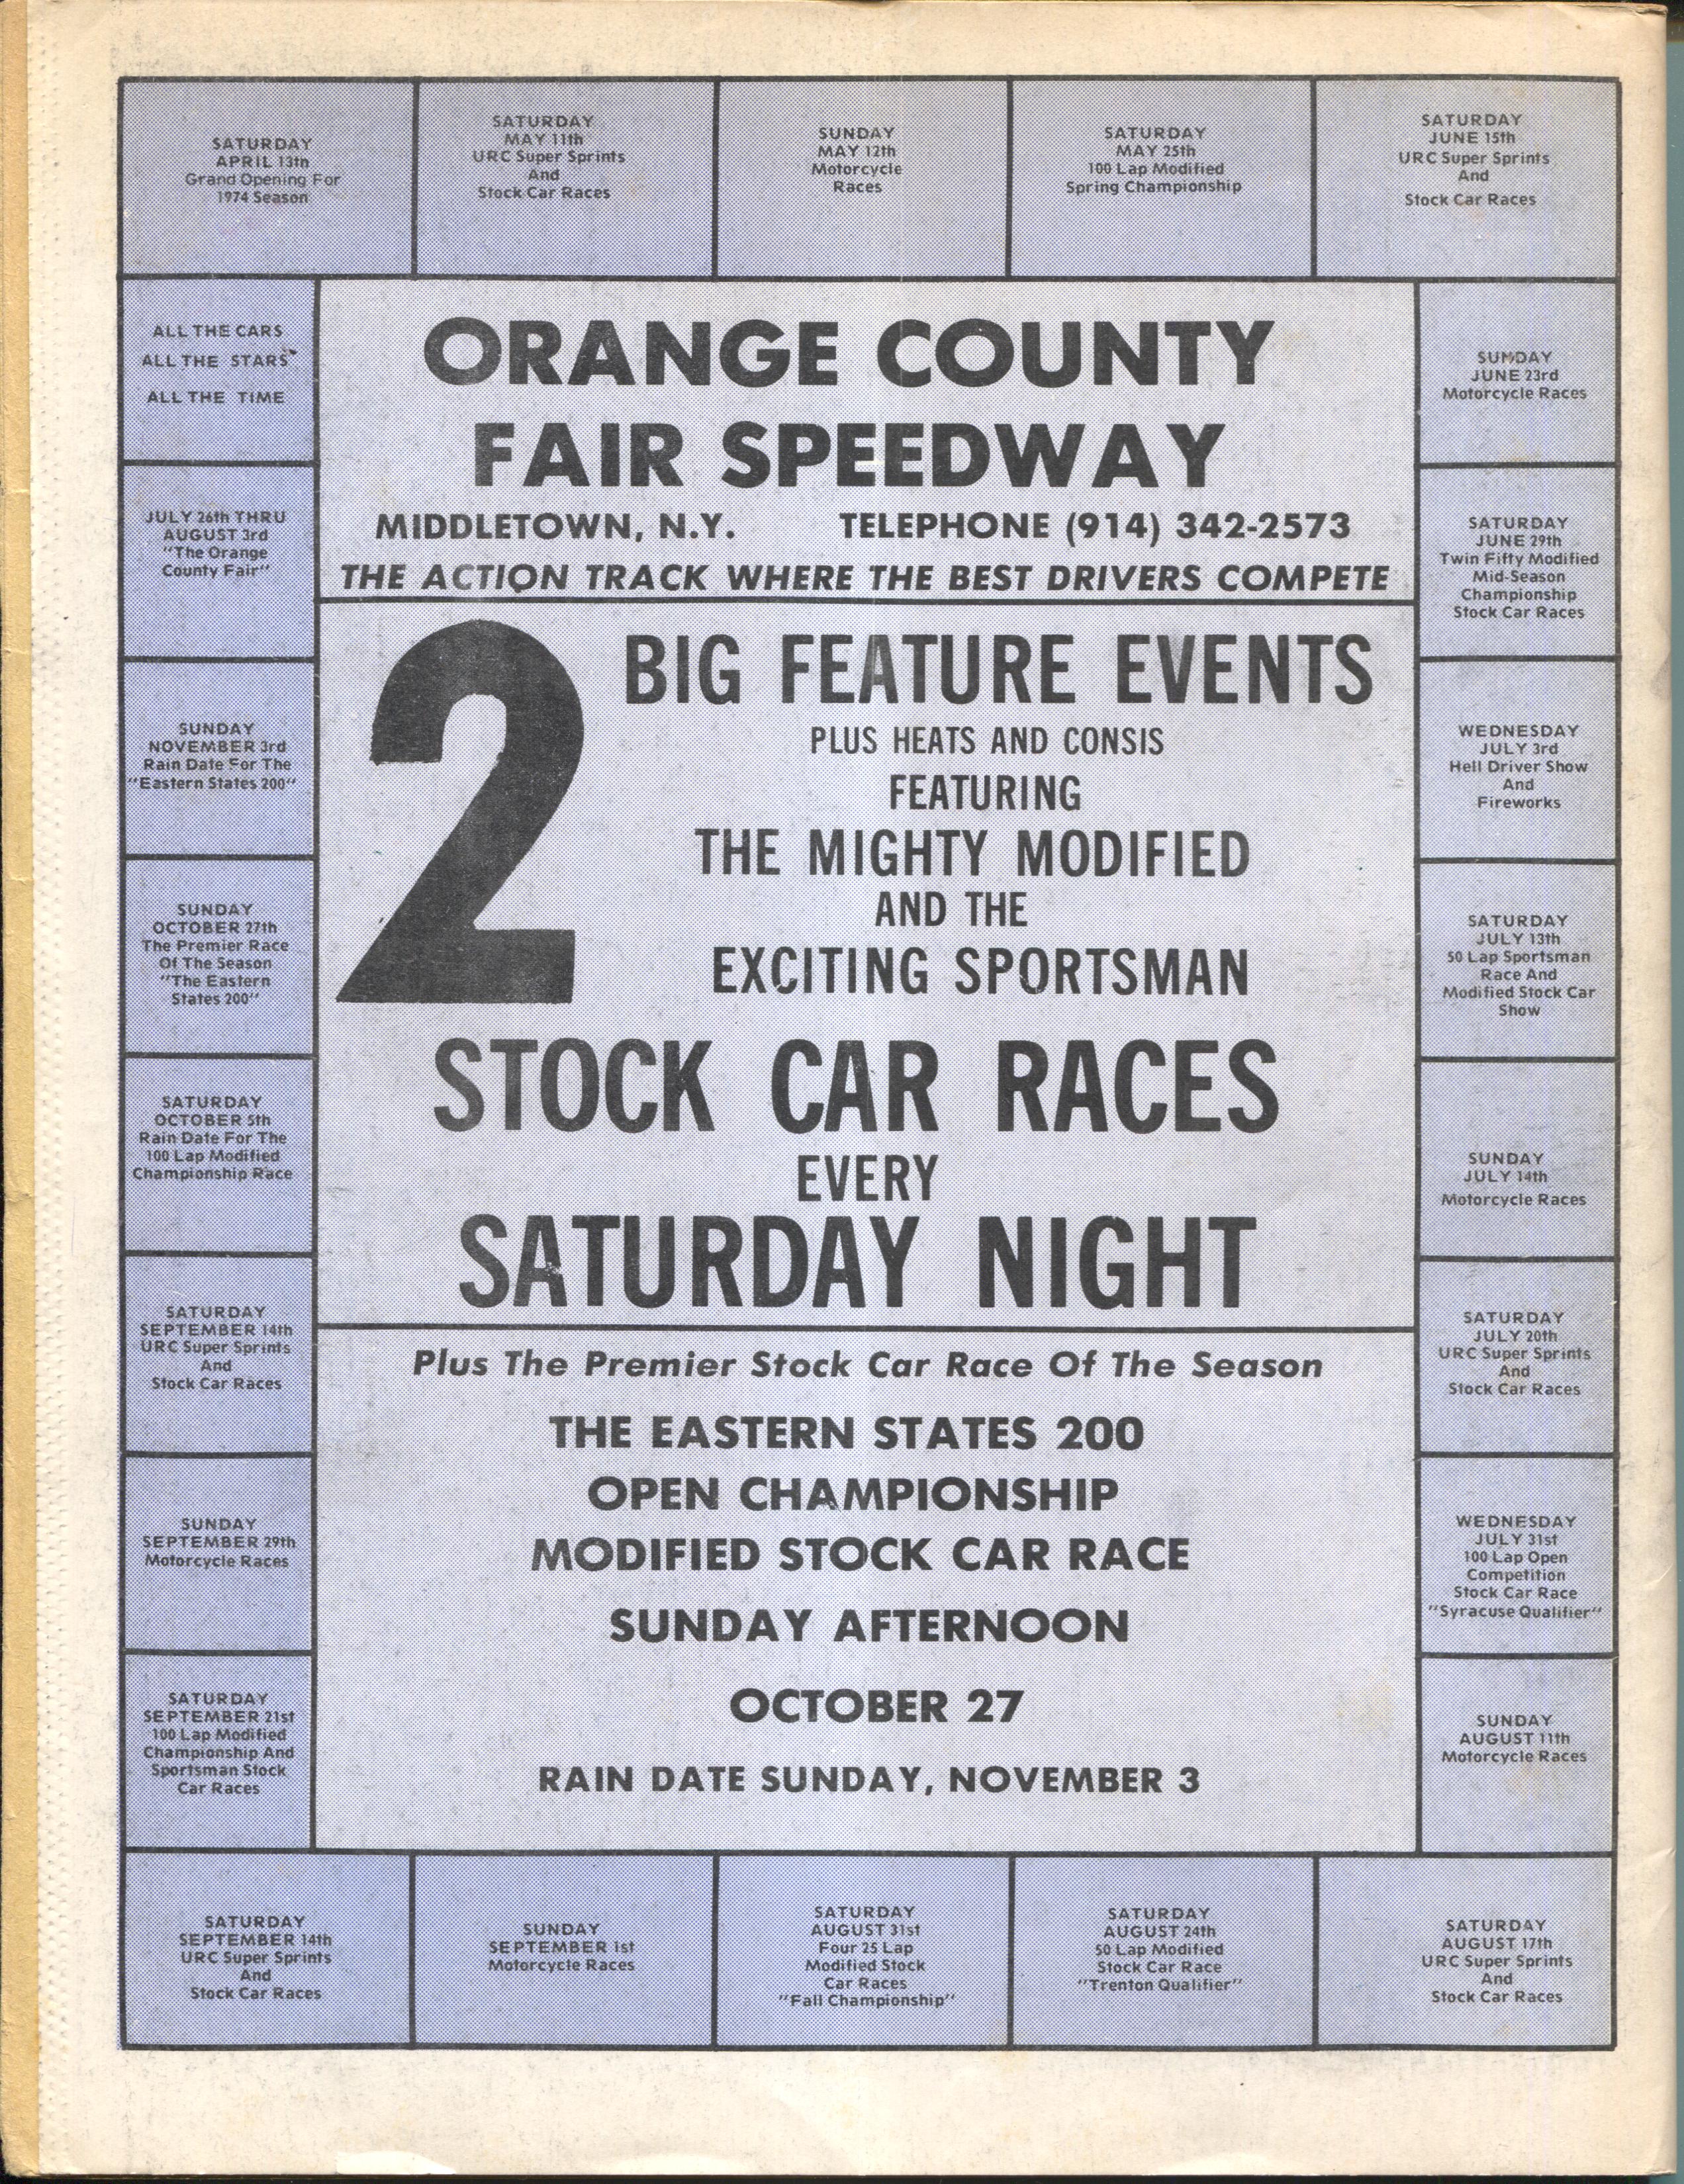 SATURDAY
APRIL 13th
Grand Opening For
1974 Season
SATURDAY
MAY 11th
URC Super Sprints
And
Stock Car Races
SUNDAY
MAY 12th
Motorcycle
Races
SATURDAY
MAY 25th
100 Lap Modified
Spring Championship
SATURDAY
JUNE 15th
URC Super Sprints
And
Stock Car Races
ALL THE CARS
ALL THE STARS
ALL THE TIME
JULY 26th THRU
AUGUST 3rd
"The Orange
County Fair"
SUNDAY
NOVEMBER 3rd
Rain Date For The
"Eastern States 200"
SUNDAY
OCTOBER 27th
The Premier Race
Of The Season
"The Eastern
States 200"
SATURDAY
OCTOBER 5th
Rain Date For The
100 Lap Modified
Championship Race
SATURDAY
SEPTEMBER 14th
URC Super Sprints
And
Stock Car Races
SUNDAY
SEPTEMBER 29th
Motorcycle Races
SATURDAY
SEPTEMBER 21st
100 Lap Modified
Championship And
Sportsman Stock
Car Races
ORANGE COUNTY
FAIR SPEEDWAY
MIDDLETOWN, N.Y. TELEPHONE (914) 342-2573
THE ACTION TRACK WHERE THE BEST DRIVERS COMPETE
2 BIG FEATURE EVENTS
PLUS HEATS AND CONSIS
FEATURING
THE MIGHTY MODIFIED
AND THE
EXCITING SPORTSMAN
STOCK CAR RACES
EVERY
SATURDAY NIGHT
Plus The Premier Stock Car Race Of The Season
THE EASTERN STATES 200
OPEN CHAMPIONSHIP
MODIFIED STOCK CAR RACE
SUNDAY AFTERNOON
OCTOBER 27
RAIN DATE SUNDAY, NOVEMBER 3
SUNDAY
JUNE 23rd
Motorcycle Races
SATURDAY
JUNE 29th
Twin Fifty Modified
Mid-Season
Championship
Stock Car Races
WEDNESDAY
JULY 3rd
Hell Driver Show
And
Fireworks
SATURDAY
JULY 13th
50 Lap Sportsman
Race And
Modified Stock Car
Show
SUNDAY
JULY 14th
Motorcycle Races
SATURDAY
JULY 20th
URC Super Sprints
And
Stock Car Races
WEDNESDAY
JULY 31st
100 Lap Open
Competition
Stock Car Race
"Syracuse Qualifier"
SUNDAY
AUGUST 11th
Motorcycle Races
SATURDAY
SEPTEMBER 14th
URC Super Sprints
And
Stock Car Races
SUNDAY
SEPTEMBER 1st
Motorcycle Races
SATURDAY
AUGUST 31st
Four 25 Lap
Modified Stock
Car Races
"Fall Championship"
SATURDAY
AUGUST 24th
50 Lap Modified
Stock Car Race
"Trenton Qualifier"
SATURDAY
AUGUST 17th
URC Super Sprints
And
Stock Car Races